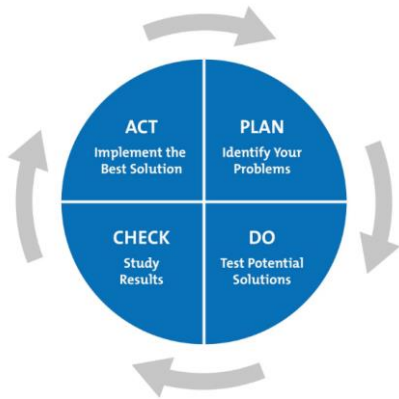 ACT
Implement the
Best Solution
PLAN
Identify Your
Problems
CHECK
Study
Results
DO
Test Potential
Solutions